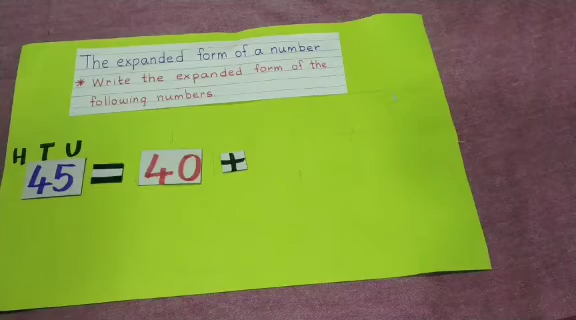 The expanded form of a number
* Write the expanded form of the
following numbers.
H T U
45 = 40 +